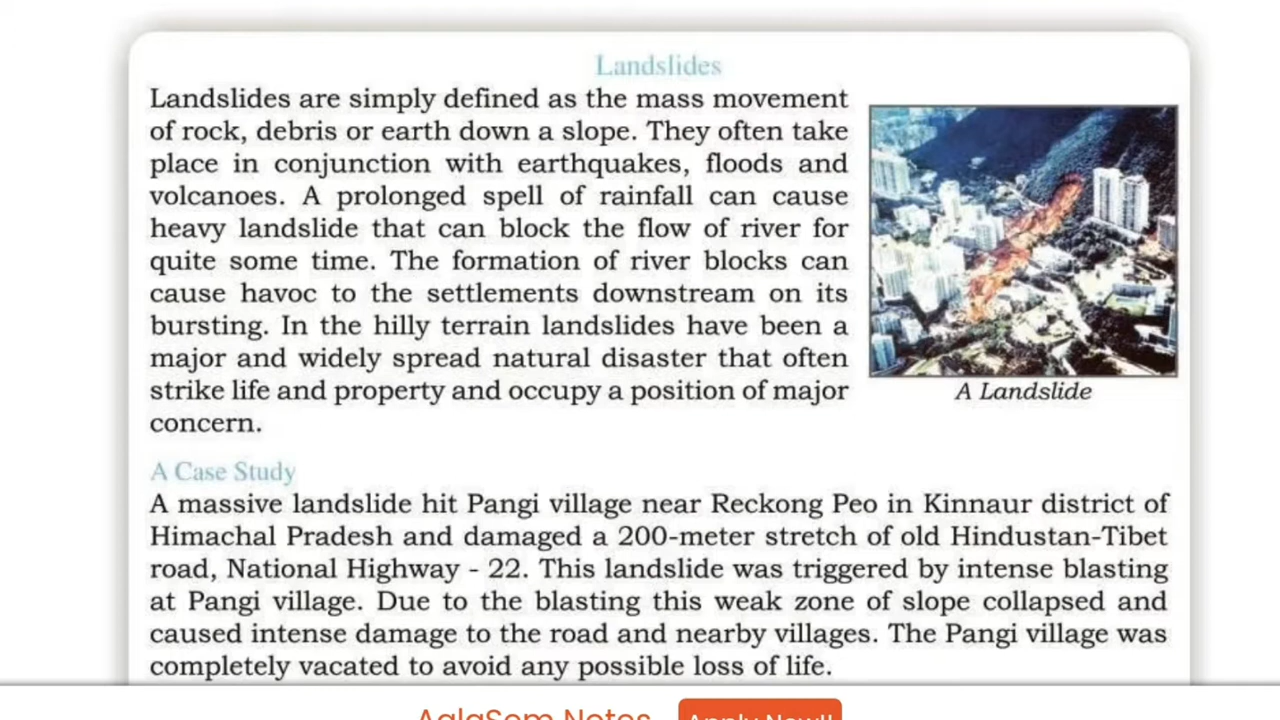 Landslides
Landslides are simply defined as the mass movement
of rock, debris or earth down a slope. They often take
place in conjunction with earthquakes, floods and
volcanoes. A prolonged spell of rainfall can cause
heavy landslide that can block the flow of river for
quite some time. The formation of river blocks can
cause havoc to the settlements downstream on its
bursting. In the hilly terrain landslides have been a
major and widely spread natural disaster that often
strike life and property and occupy a position of major
concern.
A Landslide
A Case Study
A massive landslide hit Pangi village near Reckong Peo in Kinnaur district of
Himachal Pradesh and damaged a 200-meter stretch of old Hindustan-Tibet
road, National Highway - 22. This landslide was triggered by intense blasting
at Pangi village. Due to the blasting this weak zone of slope collapsed and
caused intense damage to the road and nearby villages. The Pangi village was
completely vacated to avoid any possible loss of life.
AglaSem Notes
Apply Now!!